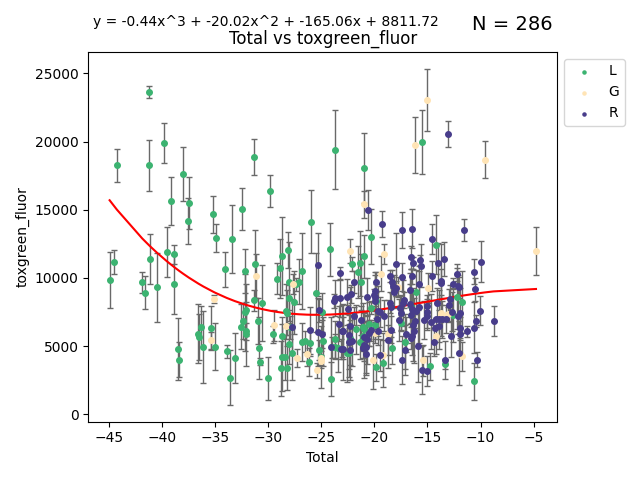 y = -0.44x^3 + -20.02x^2 + -165.06x + 8811.72
N = 286
Total vs toxgreen_fluor
25000
20000
15000
10000
5000
0
toxgreen_fluor
−45 −40 −35 −30 −25 −20 −15 −10 −5
Total
L
G
R